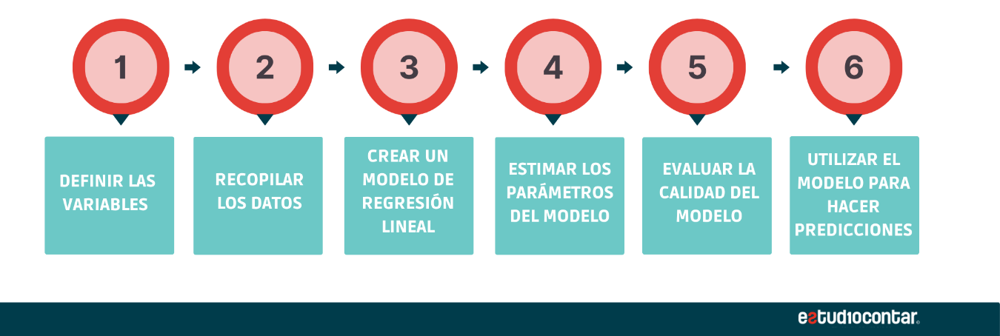 1
2
3
4
5
6
DEFINIR LAS
VARIABLES
RECOPILAR
LOS DATOS
CREAR UN
MODELO DE
REGRESIÓN
LINEAL
ESTIMAR LOS
PARÁMETROS
DEL MODELO
EVALUAR LA
CALIDAD DEL
MODELO
UTILIZAR EL
MODELO PARA
HACER
PREDICCIONES
estudiocontar